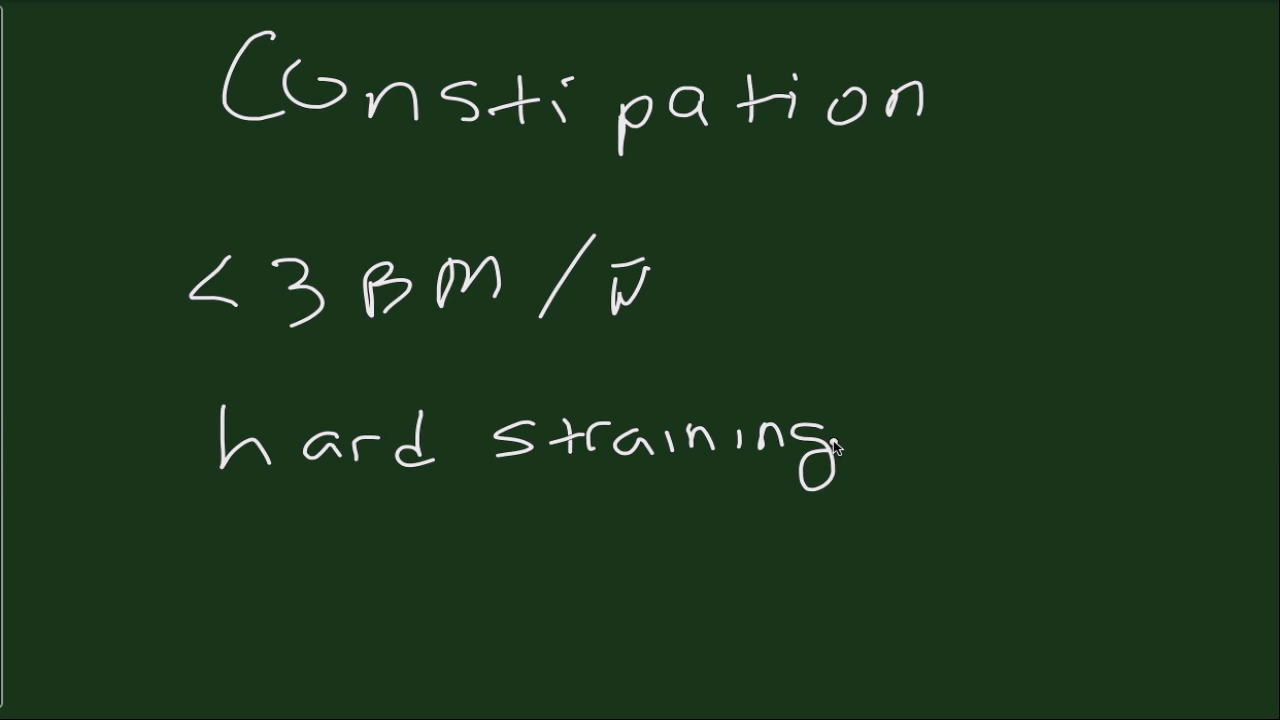 Constipation
< 3 BM / w̄
hard straining